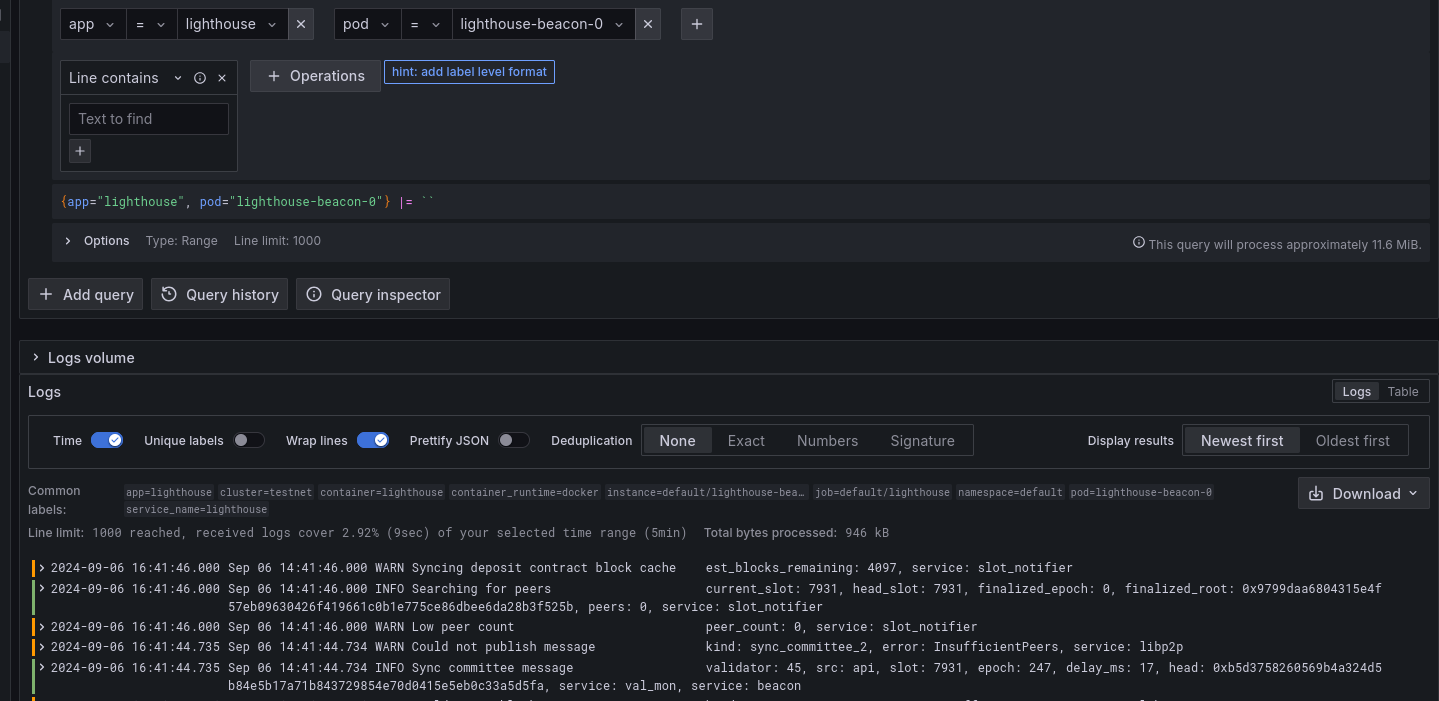 app = lighthouse pod = lighthouse-beacon-0
Line contains Operations hint: add label level format
Text to find
{app="lighthouse", pod="lighthouse-beacon-0"} |= ``
Options Type: Range Line limit: 1000 This query will process approximately 11.6 MiB.
Add query Query history Query inspector
Logs volume
Logs Logs Table
Time Unique labels Wrap lines Prettify JSON Deduplication None Exact Numbers Signature Display results Newest first Oldest first
Common labels: app=lighthouse cluster=testnet container=lighthouse container_runtime=docker instance=default/lighthouse-bea… job=default/lighthouse namespace=default pod=lighthouse-beacon-0 Download
service_name=lighthouse
Line limit: 1000 reached, received logs cover 2.92% (9sec) of your selected time range (5min) Total bytes processed: 945 kB
2024-09-06 16:41:46.000 Sep 06 14:41:46.000 WARN Syncing deposit contract block cache est_blocks_remaining: 4097, service: slot_notifier
2024-09-06 16:41:46.000 Sep 06 14:41:46.000 INFO Searching for peers current_slot: 7931, head_slot: 7931, finalized_epoch: 0, finalized_root: 0x9799daa6804315e4f
57eb09630426f419661c0b1e775ce86dbee6da28b3f525b, peers: 0, service: slot_notifier
2024-09-06 16:41:46.000 Sep 06 14:41:46.000 WARN Low peer count peer_count: 0, service: slot_notifier
2024-09-06 16:41:44.735 Sep 06 14:41:44.734 WARN Could not publish message kind: sync_committee_2, error: InsufficientPeers, service: libp2p
2024-09-06 16:41:44.735 Sep 06 14:41:44.734 INFO Sync committee message validator: 45, src: api, slot: 7931, epoch: 247, delay_ms: 17, head: 0xb5d3758260569b4a324d5
b84e5b17a71b843729854e70d0415e5eb0c33a5d5fa, service: val_mon, service: beacon